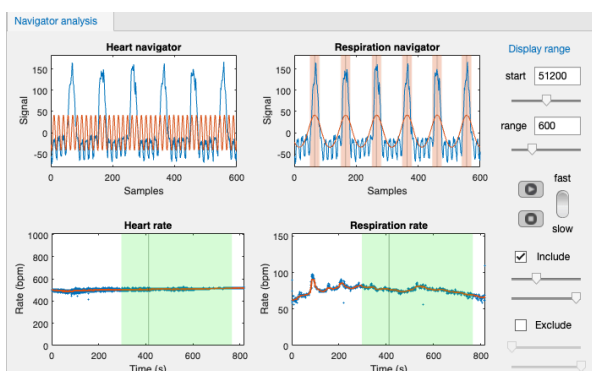 Navigator analysis
Heart navigator
Respiration navigator
Display range
150
100
50
0
-50
Signal
0
200
400
600
Samples
150
100
50
0
-50
Signal
0
200
400
600
Samples
start
51200
range
600
fast
slow
Heart rate
Respiration rate
1000
800
600
400
200
0
Rate (bpm)
0
200
400
600
800
Time (s)
150
100
50
0
Rate (bpm)
0
200
400
600
800
Time (s)
Include
Exclude